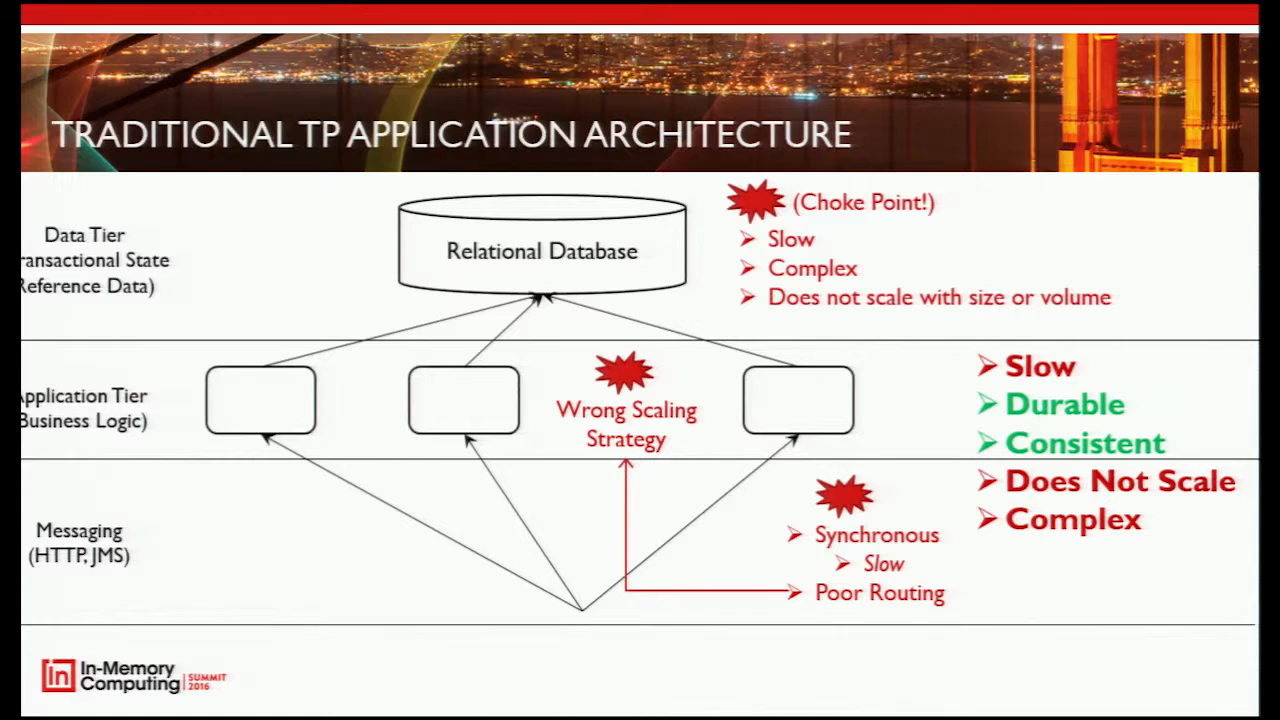 TRADITIONAL TP APPLICATION ARCHITECTURE
Data Tier
ransactional State
Reference Data)
Relational Database
(Choke Point!)
Slow
Complex
Does not scale with size or volume
Application Tier
Business Logic)
Wrong Scaling
Strategy
Slow
Durable
Consistent
Does Not Scale
Complex
Messaging
(HTTP, JMS)
Synchronous
Slow
Poor Routing
In In-Memory
Computing SUMMIT
2016